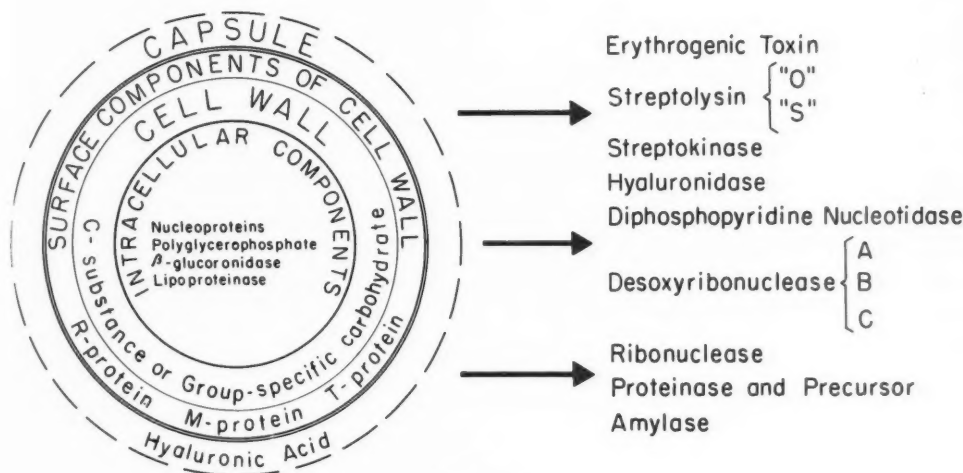 CAPSULE
SURFACE COMPONENTS OF CELL WALL
CELL WALL
INTRACELLULAR COMPONENTS
Nucleoproteins
Polyglycerophosphate
β-glucoronidase
Lipoproteinase
C-substance or Group-specific carbohydrate
R-protein M-protein T-protein
Hyaluronic Acid
Erythrogenic Toxin
"O"
Streptolysin
"S"
Streptokinase
Hyaluronidase
Diphosphopyridine Nucleotidase
A
Desoxyribonuclease B
C
Ribonuclease
Proteinase and Precursor
Amylase